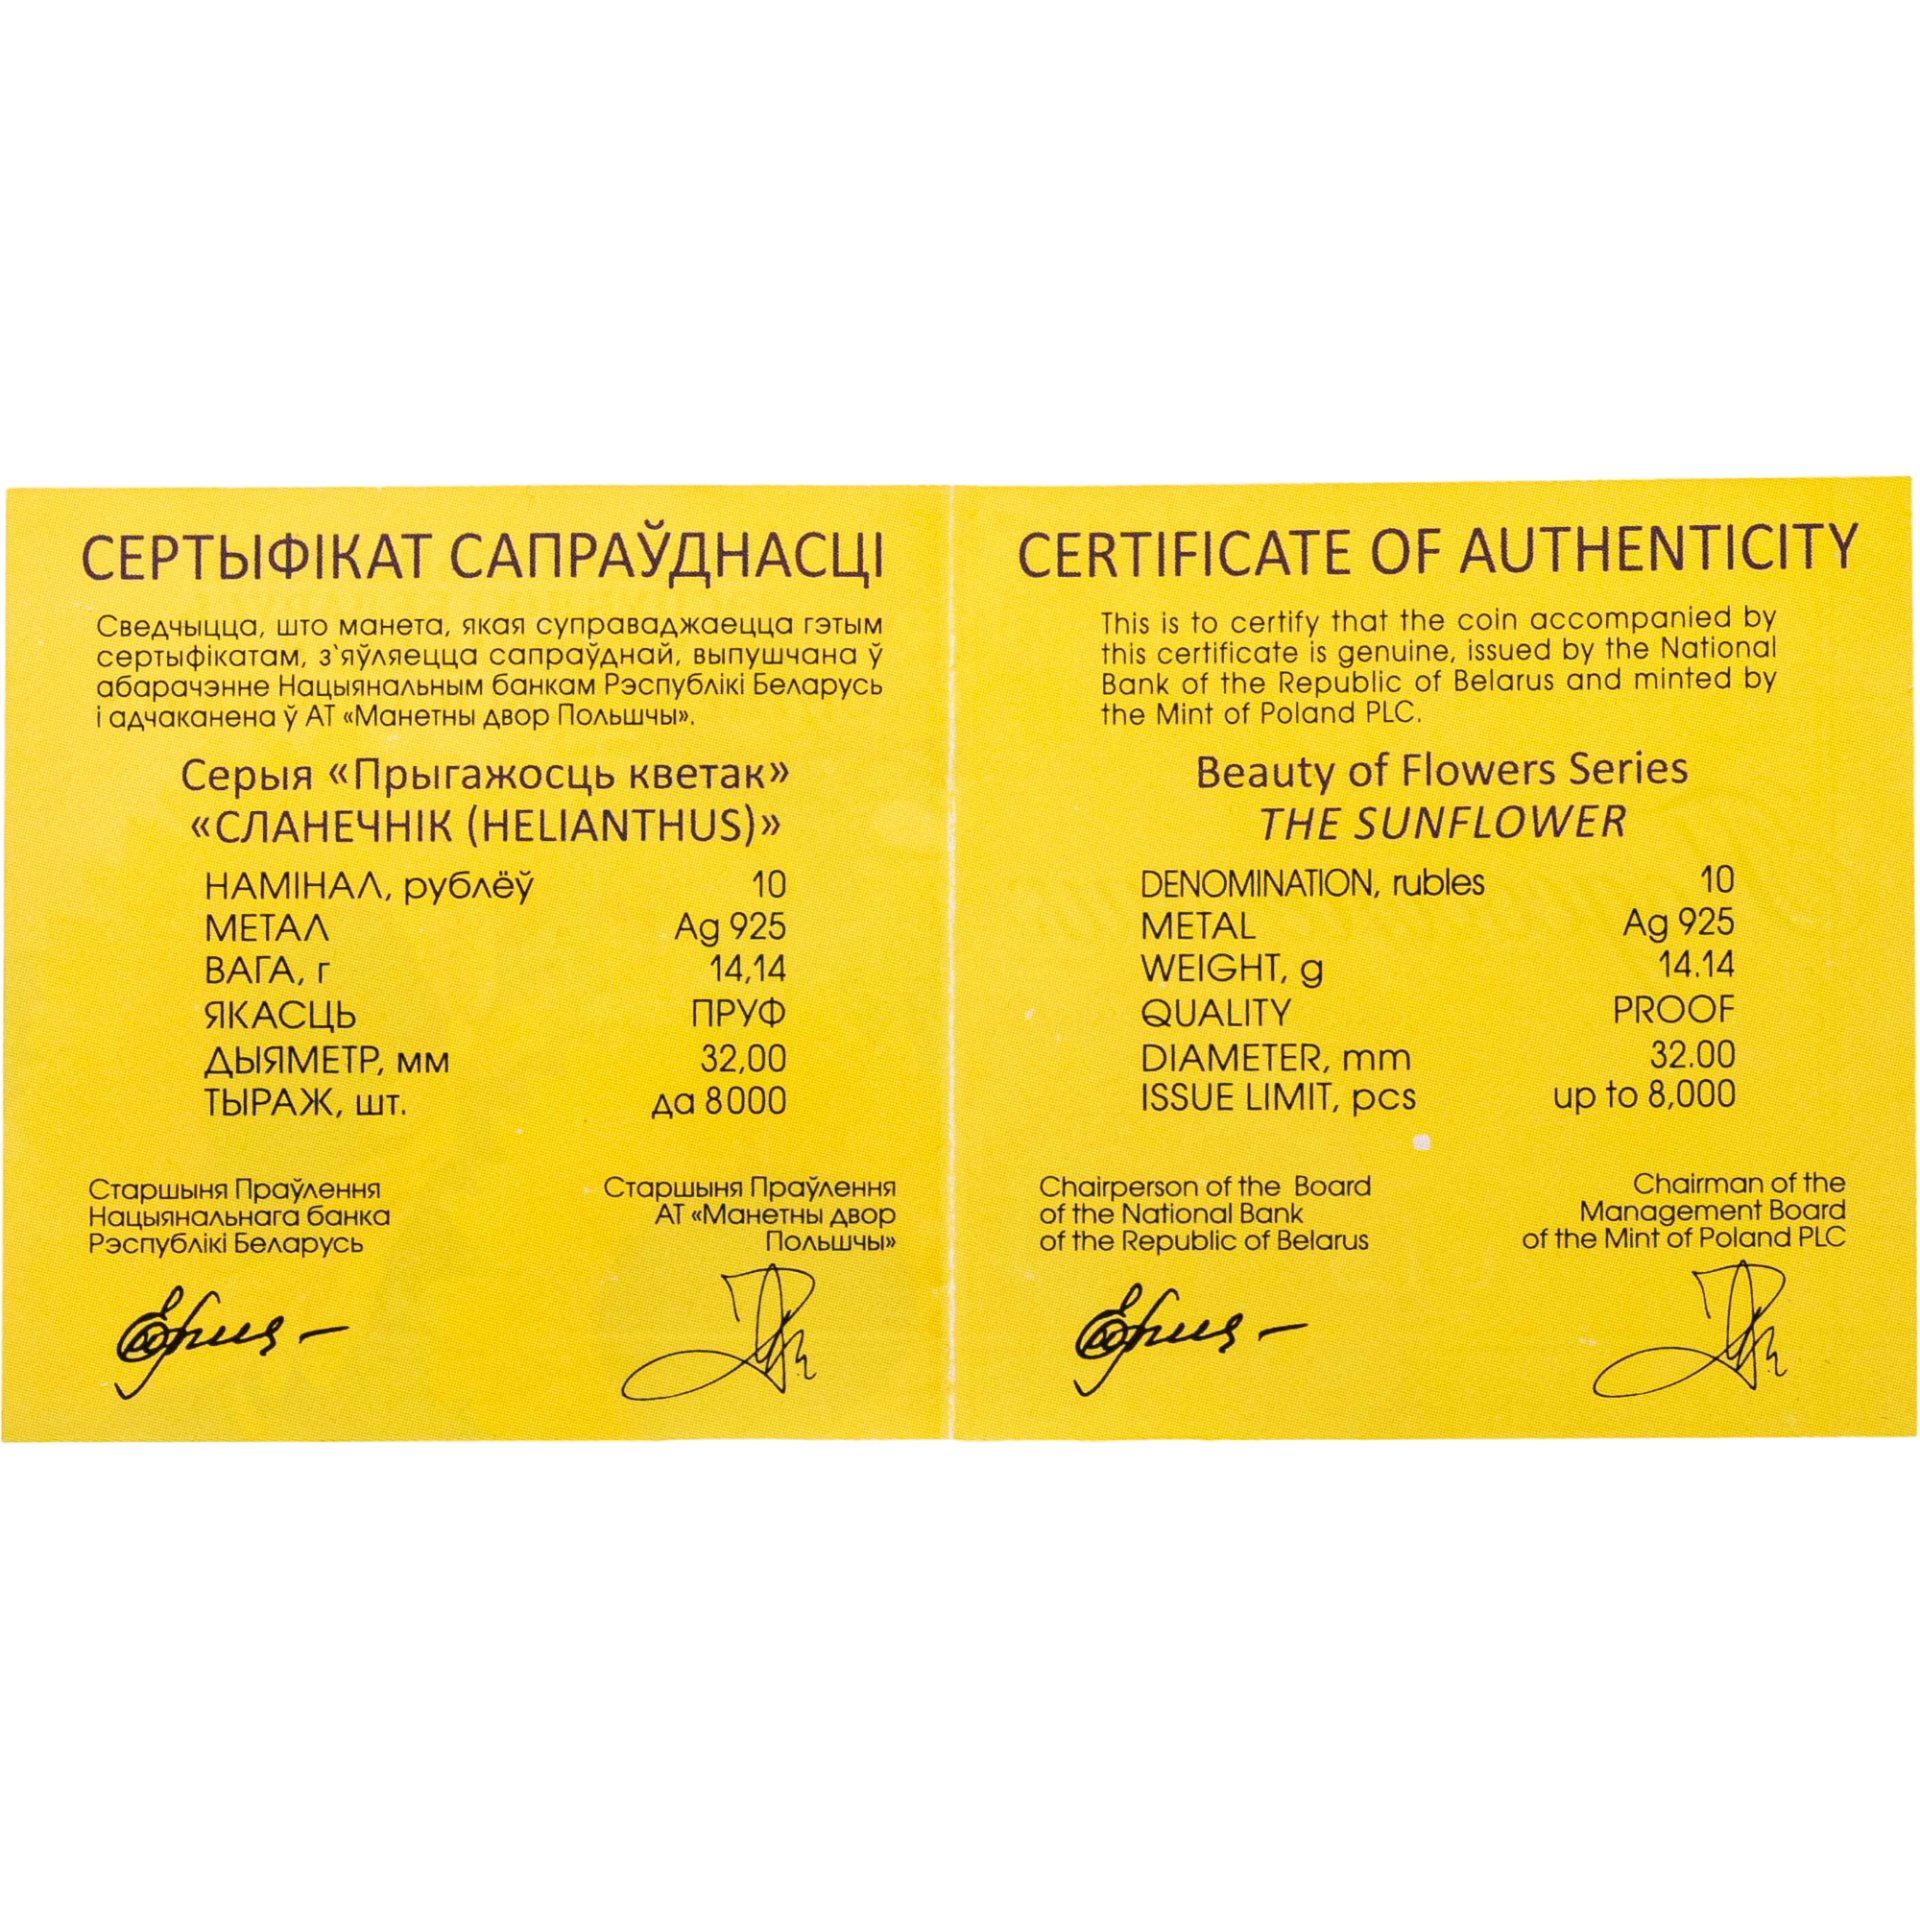 СЕРТЫФІКАТ САПРАЎДНАСЦІ
Сведчыцца, што манета, якая суправаджаецца гэтым
сертыфікатам, з'яўляецца сапраўднай, выпушчана ў
абарачэнне Нацыянальным банкам Рэспублікі Беларусь
і адчаканена ў АТ «Манетны двор Польшчы».
Серыя «Прыгажосць кветак»
«СЛАНЕЧНІК (HELIANTHUS)»
НАМІНАЛ, рублёў 10
МЕТАЛ Ag 925
ВАГА, г 14,14
ЯКАСЦЬ ПРУФ
ДЫЯМЕТР, мм 32,00
ТЫРАЖ, шт. да 8000
Старшыня Праўлення
Нацыянальнага банка
Рэспублікі Беларусь
Старшыня Праўлення
АТ «Манетны двор
Польшчы»
CERTIFICATE OF AUTHENTICITY
This is to certify that the coin accompanied by
this certificate is genuine, issued by the National
Bank of the Republic of Belarus and minted by
the Mint of Poland PLC.
Beauty of Flowers Series
THE SUNFLOWER
DENOMINATION, rubles 10
METAL Ag 925
WEIGHT, g 14.14
QUALITY PROOF
DIAMETER, mm 32.00
ISSUE LIMIT, pcs up to 8,000
Chairperson of the Board
of the National Bank
of the Republic of Belarus
Chairman of the
Management Board
of the Mint of Poland PLC